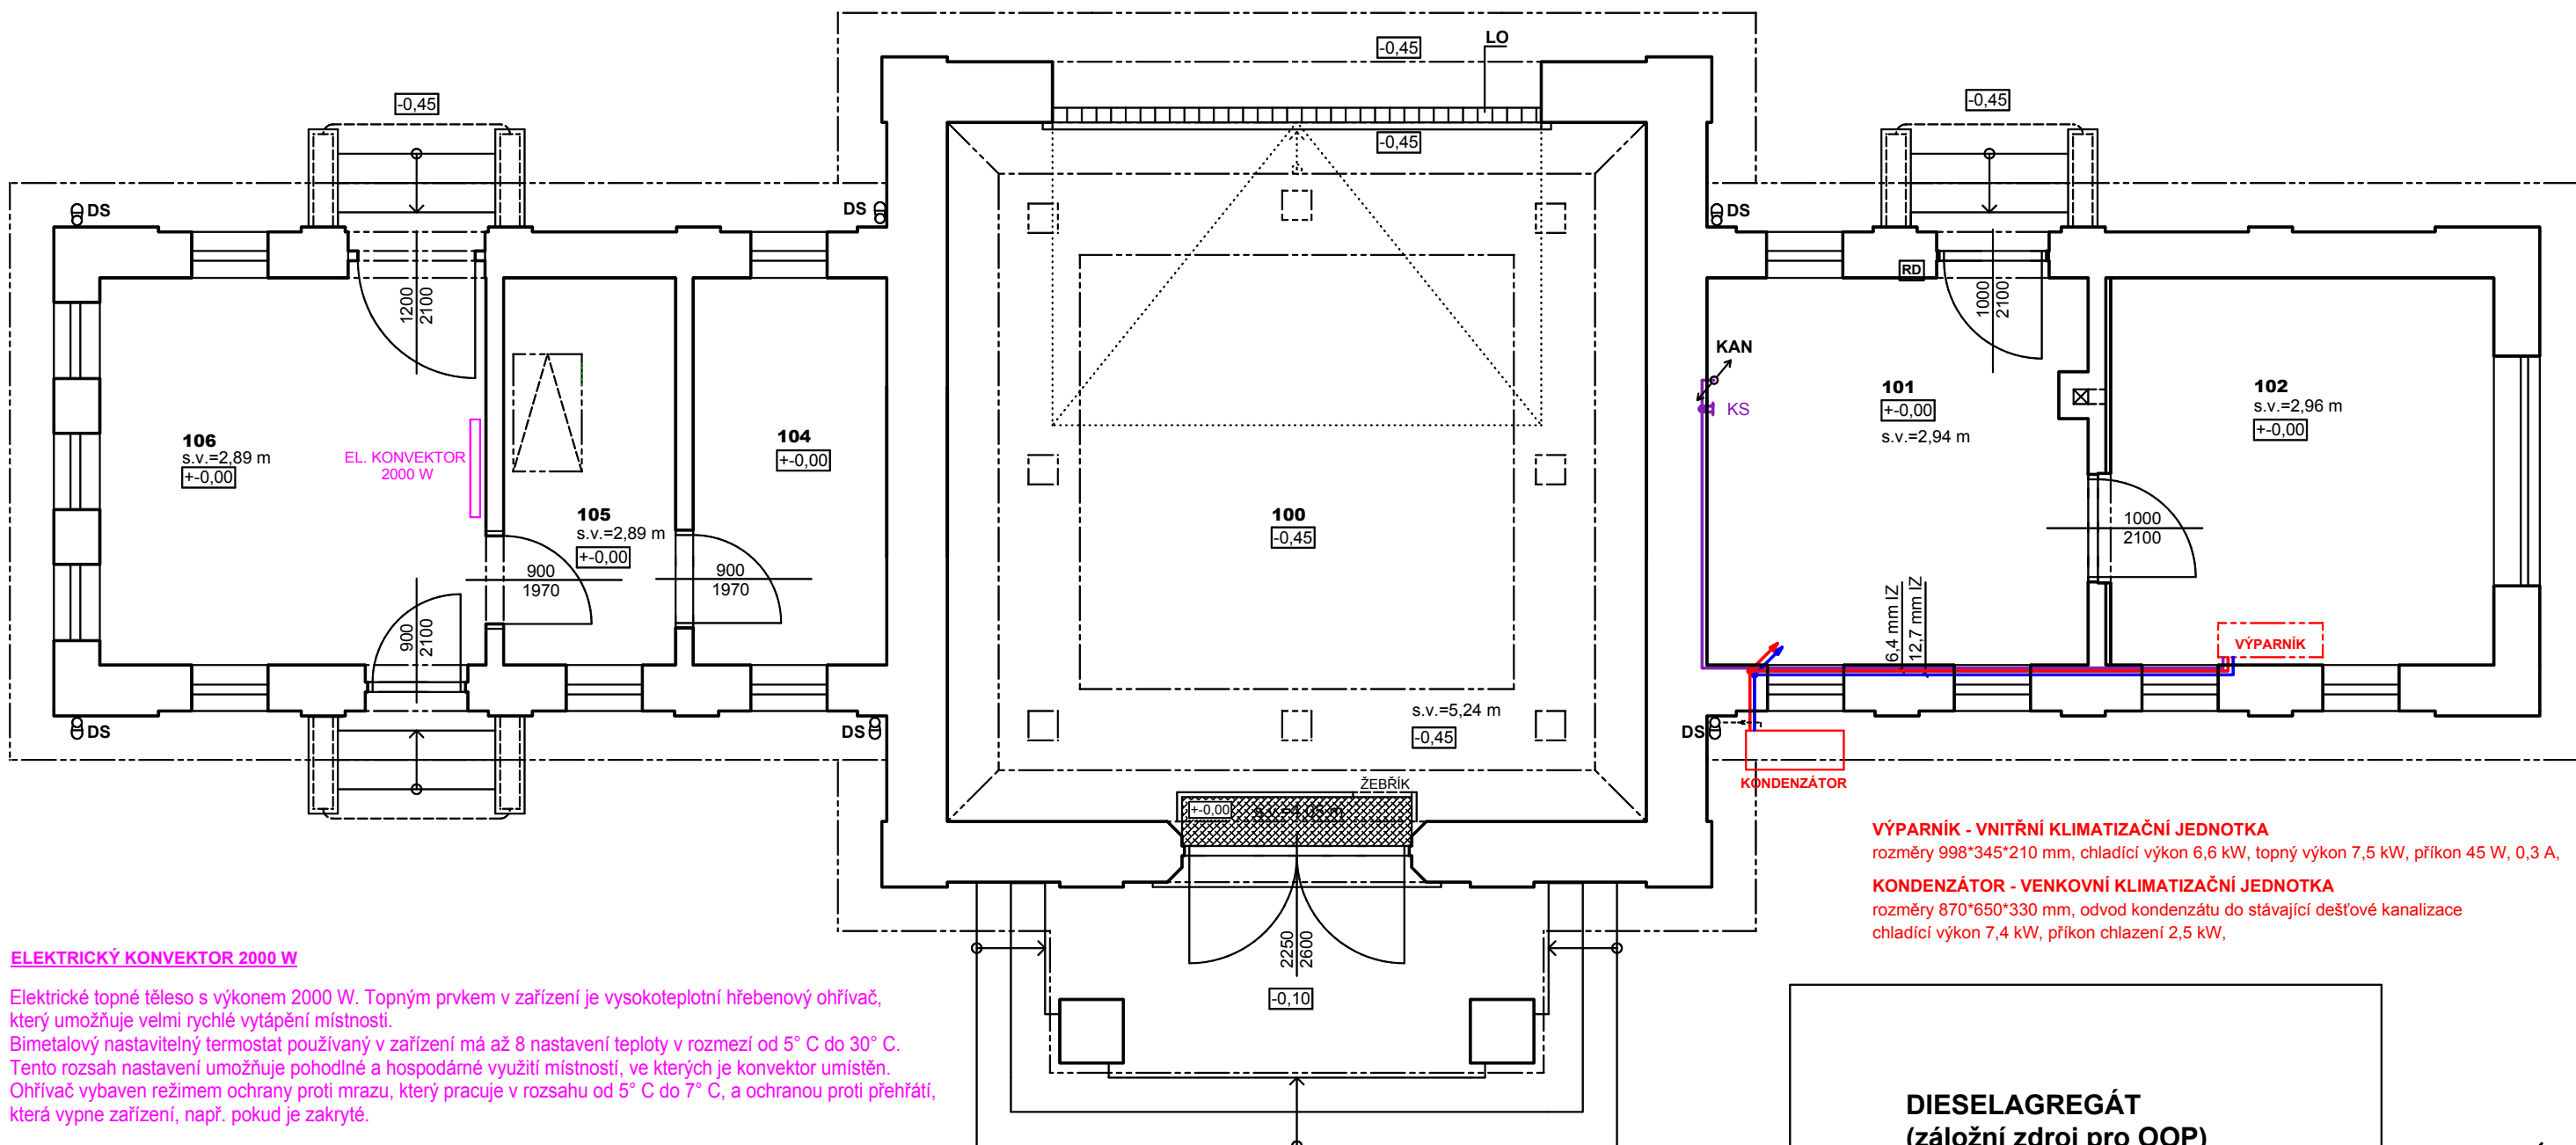 -0,45
LO
-0,45
-0,45
-0,45
DS
DS
DS
RD
1200
2100
1000
2100
KAN
KS
106
s.v.=2,89 m
+-0,00
EL. KONVEKTOR
2000 W
104
+-0,00
105
s.v.=2,89 m
+-0,00
100
-0,45
101
+-0,00
s.v.=2,94 m
102
s.v.=2,96 m
+-0,00
900
1970
900
1970
900
2100
1000
2100
6,4 mm IZ
12,7 mm IZ
VÝPARNÍK
s.v.=5,24 m
-0,45
DS
DS
DS
KONDENZÁTOR
ŽEBŘÍK
+-0,00
2250
2600
-0,10
VÝPARNÍK - VNITŘNÍ KLIMATIZAČNÍ JEDNOTKA
rozměry 998*345*210 mm, chladící výkon 6,6 kW, topný výkon 7,5 kW, příkon 45 W, 0,3 A,
KONDENZÁTOR - VENKOVNÍ KLIMATIZAČNÍ JEDNOTKA
rozměry 870*650*330 mm, odvod kondenzátu do stávající dešťové kanalizace
chladící výkon 7,4 kW, příkon chlazení 2,5 kW,
ELEKTRICKÝ KONVEKTOR 2000 W
Elektrické topné těleso s výkonem 2000 W. Topným prvkem v zařízení je vysokoteplotní hřebenový ohřívač,
který umožňuje velmi rychlé vytápění místnosti.
Bimetalový nastavitelný termostat používaný v zařízení má až 8 nastavení teploty v rozmezí od 5° C do 30° C.
Tento rozsah nastavení umožňuje pohodlné a hospodárné využití místností, ve kterých je konvektor umístěn.
Ohřívač vybaven režimem ochrany proti mrazu, který pracuje v rozsahu od 5° C do 7° C, a ochranou proti přehřátí,
která vypne zařízení, např. pokud je zakryté.
DIESELAGREGÁT
(záložní zdroj pro OOP)